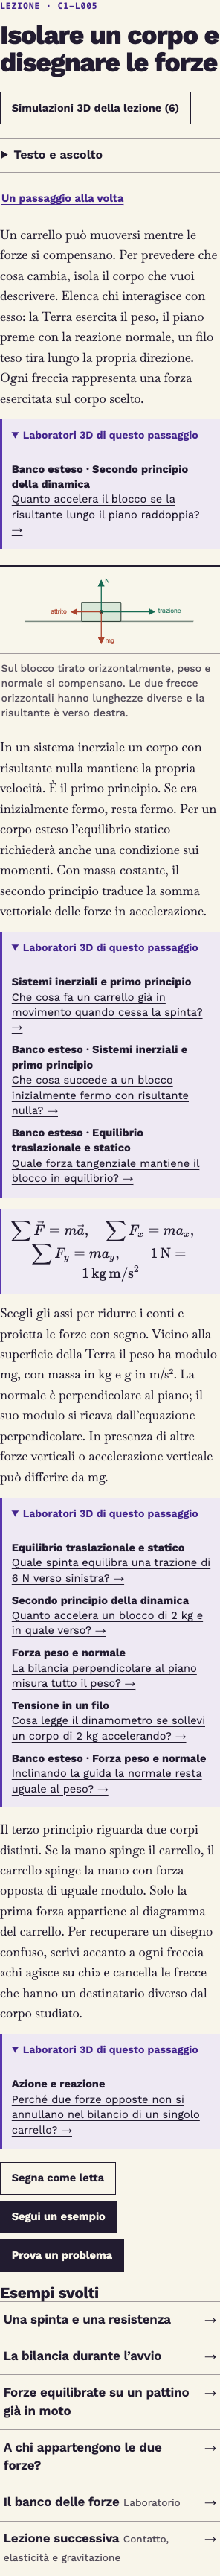 LEZIONE · C1-L005
Isolare un corpo e
disegnare le forze
Simulazioni 3D della lezione (6)
▶ Testo e ascolto
Un passaggio alla volta
Un carrello può muoversi mentre le
forze si compensano. Per prevedere che
cosa cambia, isola il corpo che vuoi
descrivere. Elenca chi interagisce con
esso: la Terra esercita il peso, il piano
preme con la reazione normale, un filo
teso tira lungo la propria direzione.
Ogni freccia rappresenta una forza
esercitata sul corpo scelto.
▼ Laboratori 3D di questo passaggio
Banco esteso · Secondo principio
della dinamica
Quanto accelera il blocco se la
risultante lungo il piano raddoppia?
→
N
attrito
trazione
mg
Sul blocco tirato orizzontalmente, peso e
normale si compensano. Le due frecce
orizzontali hanno lunghezze diverse e la
risultante è verso destra.
In un sistema inerziale un corpo con
risultante nulla mantiene la propria
velocità. È il primo principio. Se era
inizialmente fermo, resta fermo. Per un
corpo esteso l’equilibrio statico
richiederà anche una condizione sui
momenti. Con massa costante, il
secondo principio traduce la somma
vettoriale delle forze in accelerazione.
▼ Laboratori 3D di questo passaggio
Sistemi inerziali e primo principio
Che cosa fa un carrello già in
movimento quando cessa la spinta?
→
Banco esteso · Sistemi inerziali e
primo principio
Che cosa succede a un blocco
inizialmente fermo con risultante
nulla? →
Banco esteso · Equilibrio
traslazionale e statico
Quale forza tangenziale mantiene il
blocco in equilibrio? →
∑ F⃗ = ma⃗, ∑ Fₓ = maₓ,
∑ F_y = ma_y, 1 N =
1 kg m/s²
Scegli gli assi per ridurre i conti e
proietta le forze con segno. Vicino alla
superficie della Terra il peso ha modulo
mg, con massa in kg e g in m/s². La
normale è perpendicolare al piano; il
suo modulo si ricava dall’equazione
perpendicolare. In presenza di altre
forze verticali o accelerazione verticale
può differire da mg.
▼ Laboratori 3D di questo passaggio
Equilibrio traslazionale e statico
Quale spinta equilibra una trazione di
6 N verso sinistra? →
Secondo principio della dinamica
Quanto accelera un blocco di 2 kg e
in quale verso? →
Forza peso e normale
La bilancia perpendicolare al piano
misura tutto il peso? →
Tensione in un filo
Cosa legge il dinamometro se sollevi
un corpo di 2 kg accelerando? →
Banco esteso · Forza peso e normale
Inclinando la guida la normale resta
uguale al peso? →
Il terzo principio riguarda due corpi
distinti. Se la mano spinge il carrello, il
carrello spinge la mano con forza
opposta di uguale modulo. Solo la
prima forza appartiene al diagramma
del carrello. Per recuperare un disegno
confuso, scrivi accanto a ogni freccia
«chi agisce su chi» e cancella le frecce
che hanno un destinatario diverso dal
corpo studiato.
▼ Laboratori 3D di questo passaggio
Azione e reazione
Perché due forze opposte non si
annullano nel bilancio di un singolo
carrello? →
Segna come letta
Segui un esempio
Prova un problema
Esempi svolti
Una spinta e una resistenza →
La bilancia durante l’avvio →
Forze equilibrate su un pattino →
già in moto
A chi appartengono le due →
forze?
Il banco delle forze Laboratorio →
Lezione successiva Contatto, →
elasticità e gravitazione